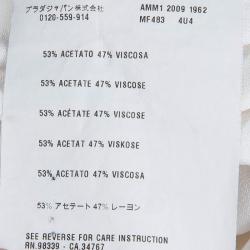 プラダジャパン株式会社 AMM1 2009 1962
0120-559-914 MF483 4U4
53% ACETATO 47% VISCOSA
53% ACETATE 47% VISCOSE
53% ACÉTATE 47% VISCOSE
53% ACETAT 47% VISKOSE
53% ACETATO 47% VISCOSA
53% アセテート 47% レーヨン
SEE REVERSE FOR CARE INSTRUCTION
RN.98339 - CA.34767